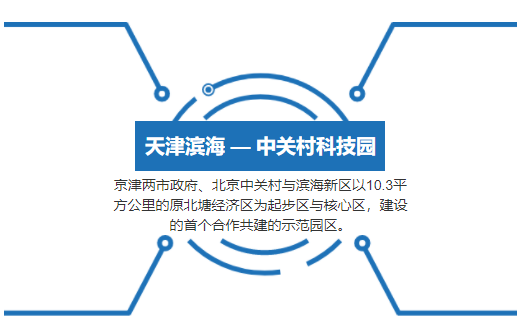 天津滨海 — 中关村科技园
京津两市政府、北京中关村与滨海新区以10.3平
方公里的原北塘经济区为起步区与核心区，建设
的首个合作共建的示范园区。